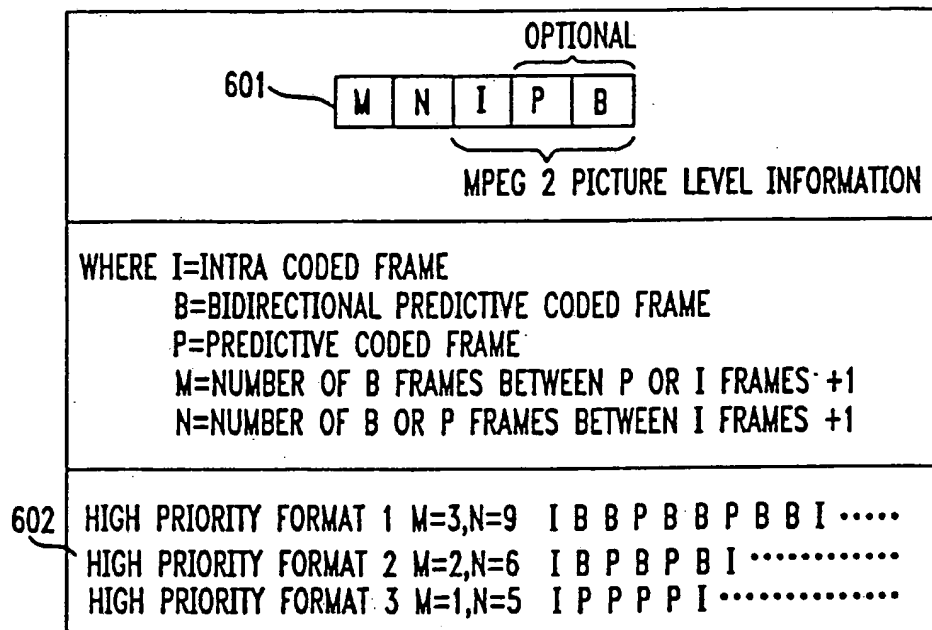 OPTIONAL
601
M N I P B
MPEG 2 PICTURE LEVEL INFORMATION
WHERE I=INTRA CODED FRAME
B=BIDIRECTIONAL PREDICTIVE CODED FRAME
P=PREDICTIVE CODED FRAME
M=NUMBER OF B FRAMES BETWEEN P OR I FRAMES +1
N=NUMBER OF B OR P FRAMES BETWEEN I FRAMES +1
602
HIGH PRIORITY FORMAT 1 M=3,N=9 I B B P B B P B B I .....
HIGH PRIORITY FORMAT 2 M=2,N=6 I B P B P B I ............
HIGH PRIORITY FORMAT 3 M=1,N=5 I P P P P I ..............